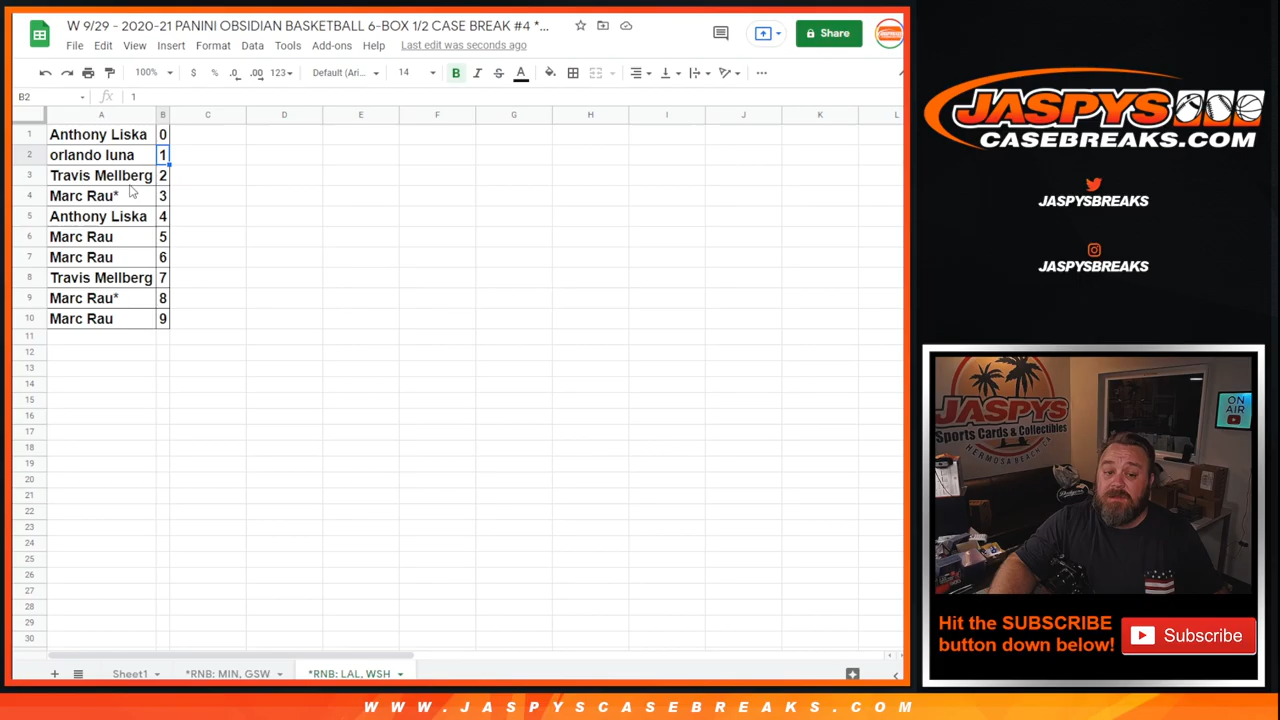 W 9/29 - 2020-21 PANINI OBSIDIAN BASKETBALL 6-BOX 1/2 CASE BREAK #4 *...
File Edit View Insert Format Data Tools Add-ons Help Last edit was seconds ago
Share
100% $ % .0 .00 123 Default (Ari... 14 B I S A
B2 fx 1
A B C D E F G H I J K L
1 Anthony Liska 0
2 orlando luna 1
3 Travis Mellberg 2
4 Marc Rau* 3
5 Anthony Liska 4
6 Marc Rau 5
7 Marc Rau 6
8 Travis Mellberg 7
9 Marc Rau* 8
10 Marc Rau 9
11
12
13
14
15
16
17
18
19
20
21
22
23
24
25
26
27
28
29
30
Sheet1 *RNB: MIN, GSW *RNB: LAL, WSH
JASPYS
CASEBREAKS.COM
JASPYSBREAKS
JASPYSBREAKS
JASPYS
Sports Cards & Collectibles
HERMOSA BEACH, CA
ON
AIR
Hit the SUBSCRIBE
button down below!
Subscribe
WWW.JASPYSCASEBREAKS.COM